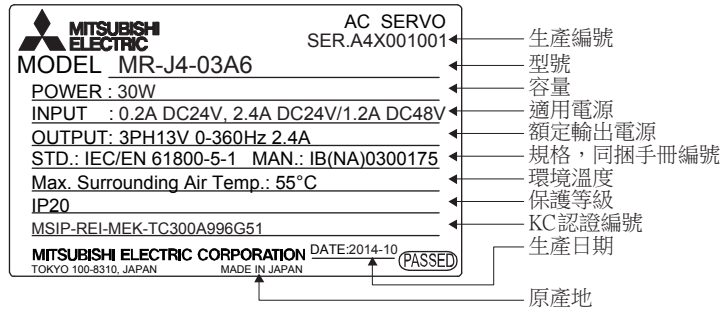 MITSUBISHI
ELECTRIC
AC SERVO
SER.A4X001001
生產編號
MODEL MR-J4-03A6
型號
POWER : 30W
容量
INPUT : 0.2A DC24V, 2.4A DC24V/1.2A DC48V
適用電源
OUTPUT: 3PH13V 0-360Hz 2.4A
額定輸出電源
STD.: IEC/EN 61800-5-1 MAN.: IB(NA)0300175
規格，同捆手冊編號
Max. Surrounding Air Temp.: 55°C
環境溫度
IP20
保護等級
MSIP-REI-MEK-TC300A996G51
KC認證編號
MITSUBISHI ELECTRIC CORPORATION DATE:2014-10 PASSED
生產日期
TOKYO 100-8310, JAPAN MADE IN JAPAN
原產地